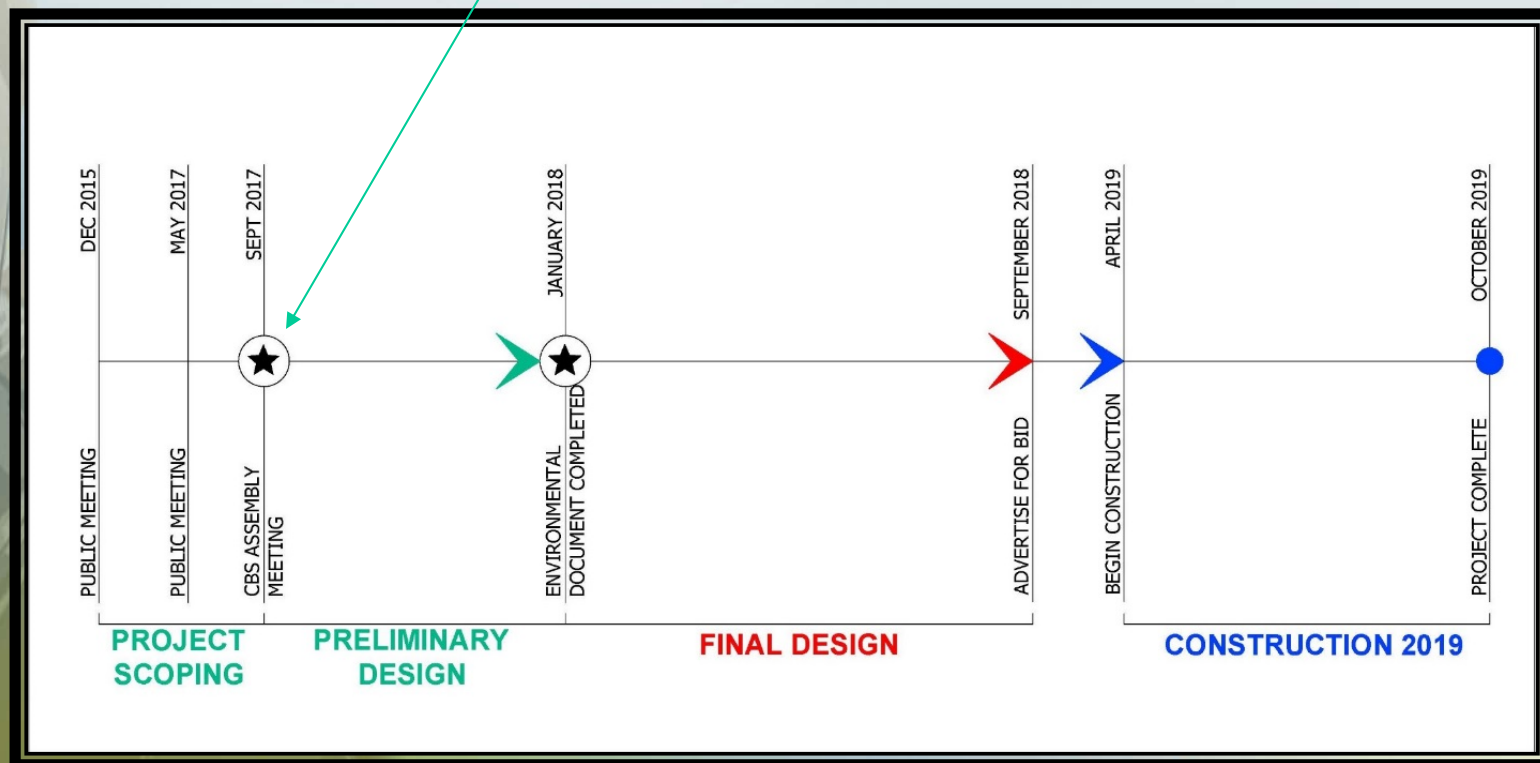 DEC 2015
MAY 2017
SEPT 2017
JANUARY 2018
SEPTEMBER 2018
APRIL 2019
OCTOBER 2019
PUBLIC MEETING
PUBLIC MEETING
CBS ASSEMBLY
MEETING
ENVIRONMENTAL
DOCUMENT COMPLETED
ADVERTISE FOR BID
BEGIN CONSTRUCTION
PROJECT COMPLETE
PROJECT
SCOPING
PRELIMINARY
DESIGN
FINAL DESIGN
CONSTRUCTION 2019